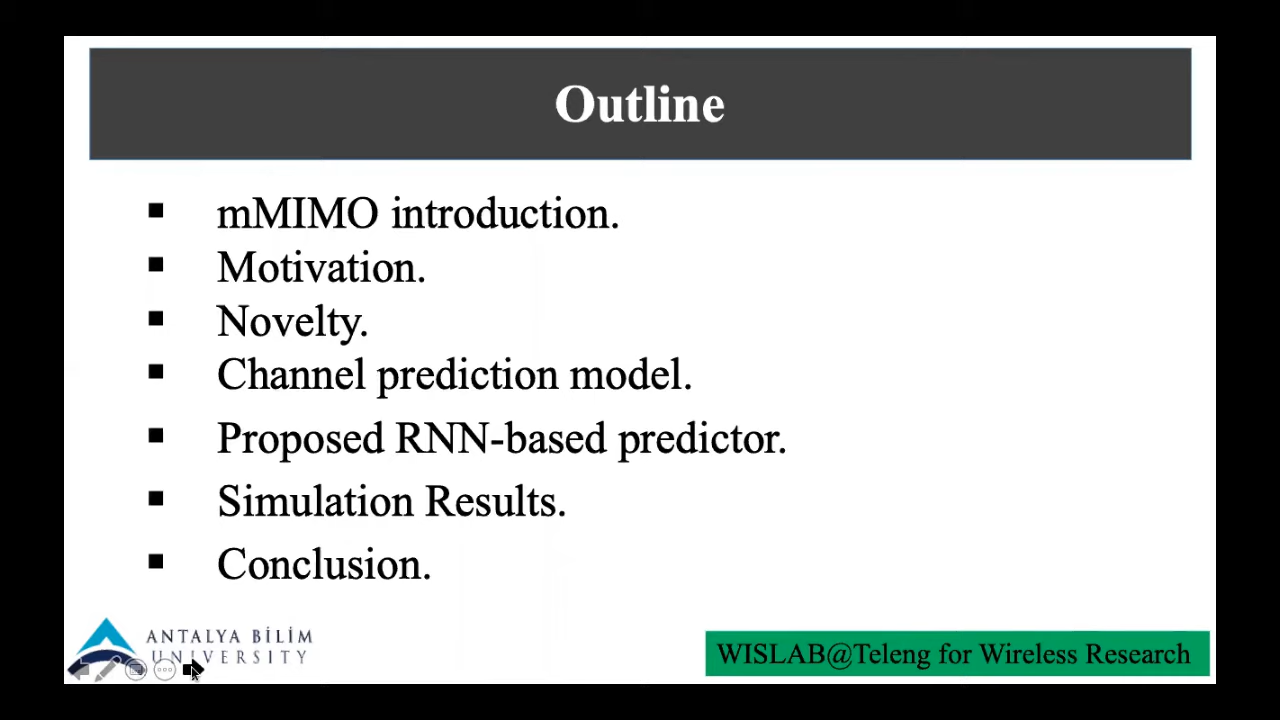 Outline
▪ mMIMO introduction.
▪ Motivation.
▪ Novelty.
▪ Channel prediction model.
▪ Proposed RNN-based predictor.
▪ Simulation Results.
▪ Conclusion.
ANTALYA BİLİM
UNIVERSITY
WISLAB@Teleng for Wireless Research